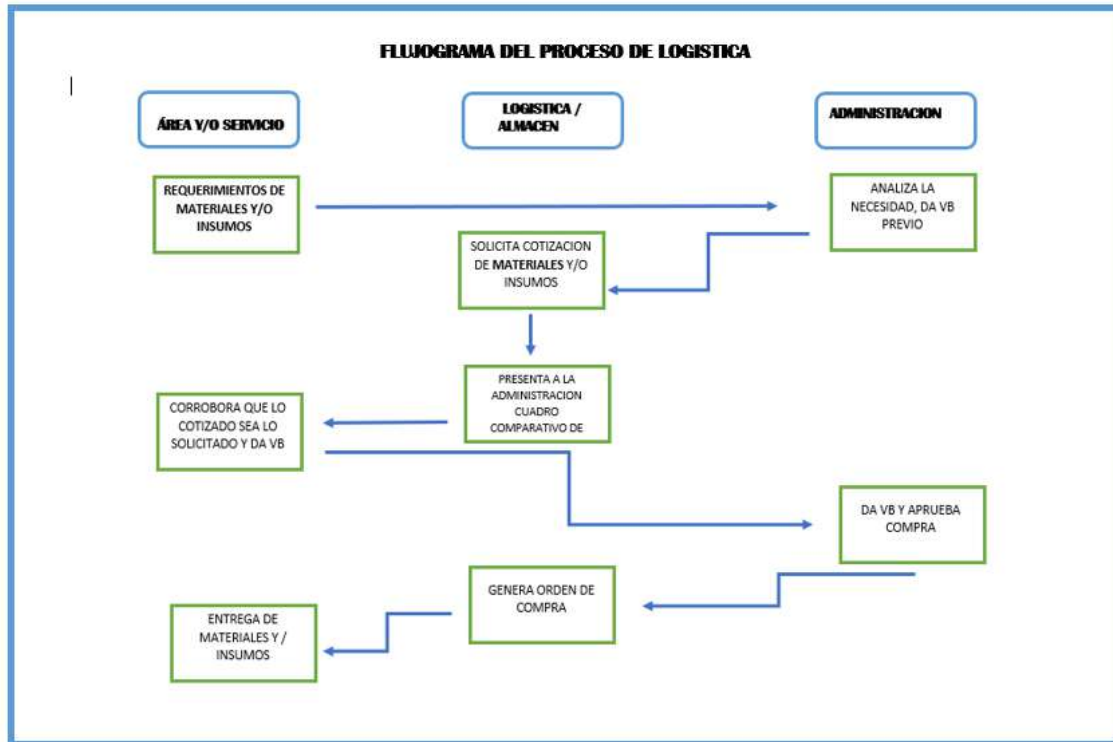 FLUJOGRAMA DEL PROCESO DE LOGISTICA
ÁREA Y/O SERVICIO
LOGISTICA /
ALMACEN
ADMINISTRACION
REQUERIMIENTOS DE
MATERIALES Y/O
INSUMOS
ANALIZA LA
NECESIDAD, DA VB
PREVIO
SOLICITA COTIZACION
DE MATERIALES Y/O
INSUMOS
PRESENTA A LA
ADMINISTRACION
CUADRO
COMPARATIVO DE
CORROBORA QUE LO
COTIZADO SEA LO
SOLICITADO Y DA VB
DA VB Y APRUEBA
COMPRA
GENERA ORDEN DE
COMPRA
ENTREGA DE
MATERIALES Y /
INSUMOS